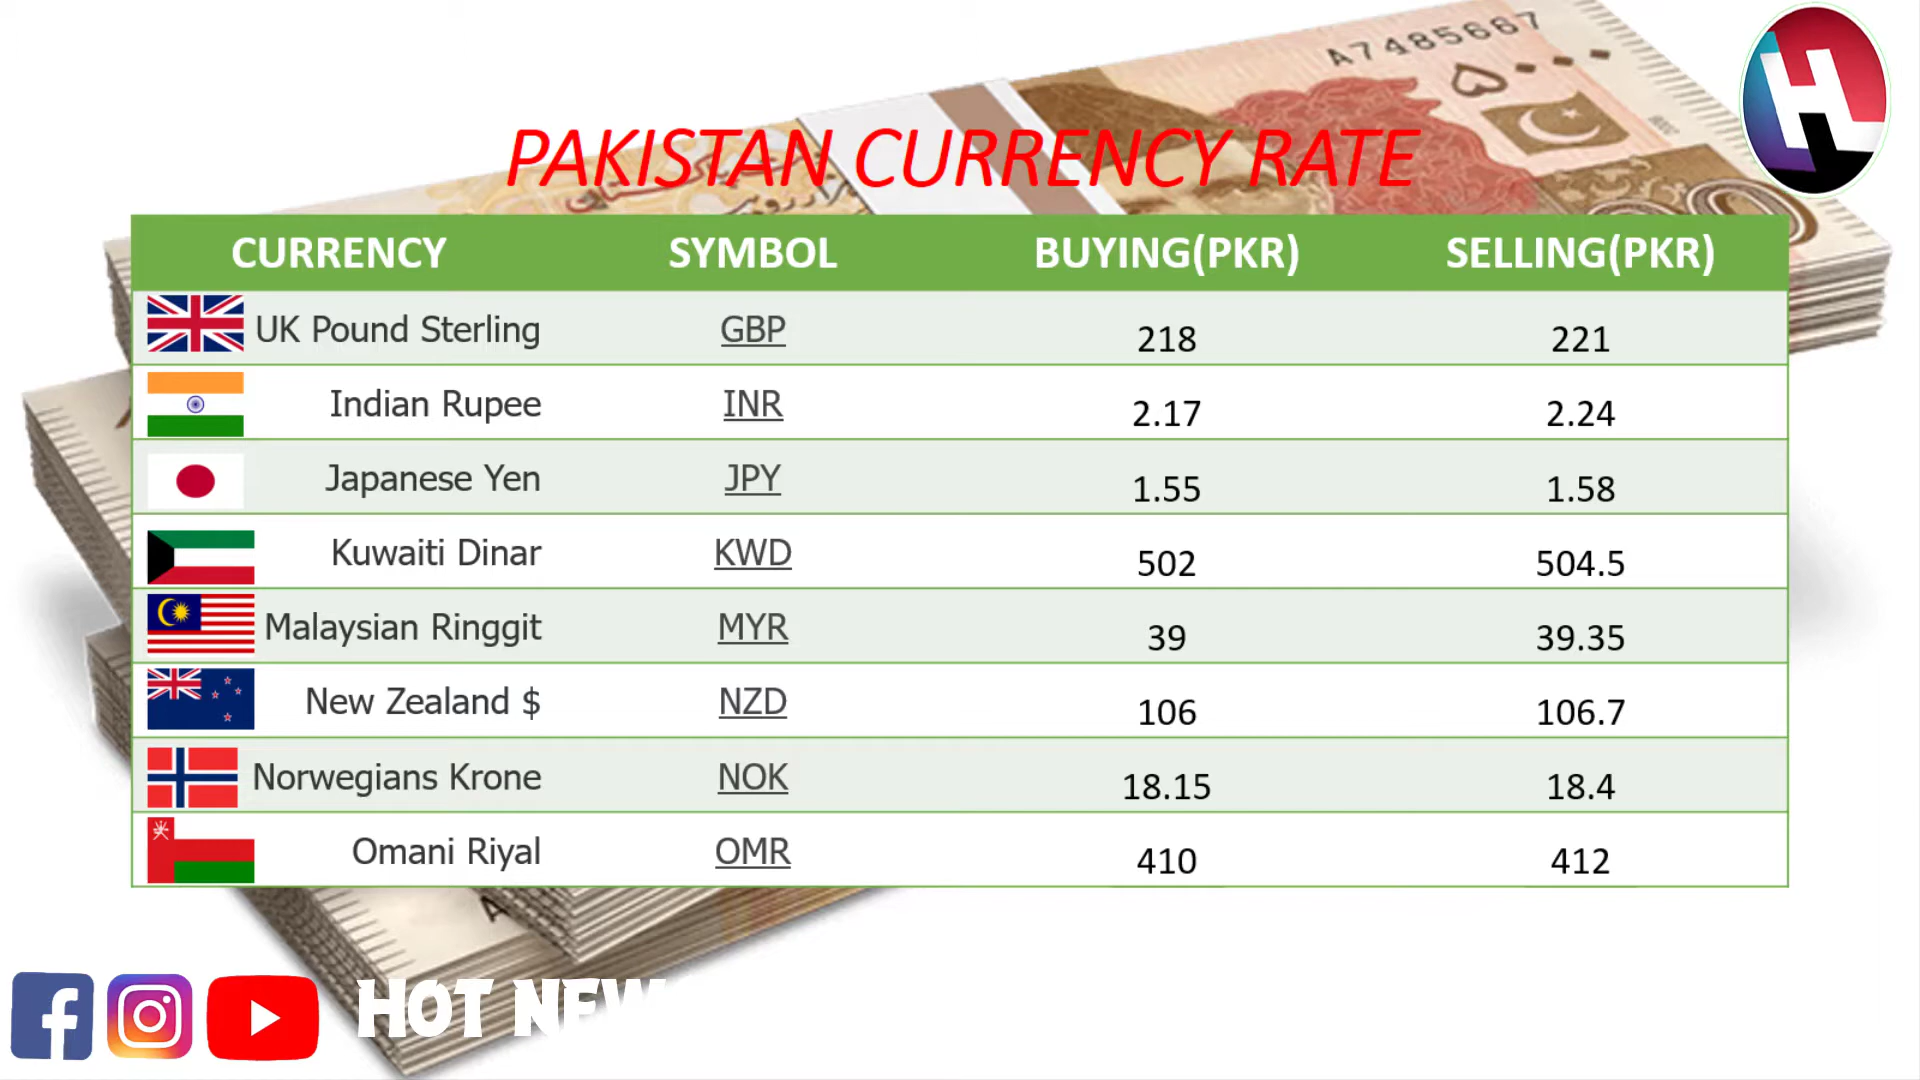 A7485667
PAKISTAN CURRENCY RATE
CURRENCY SYMBOL BUYING(PKR) SELLING(PKR)
UK Pound Sterling GBP 218 221
Indian Rupee INR 2.17 2.24
Japanese Yen JPY 1.55 1.58
Kuwaiti Dinar KWD 502 504.5
Malaysian Ringgit MYR 39 39.35
New Zealand $ NZD 106 106.7
Norwegians Krone NOK 18.15 18.4
Omani Riyal OMR 410 412
HOT NEW